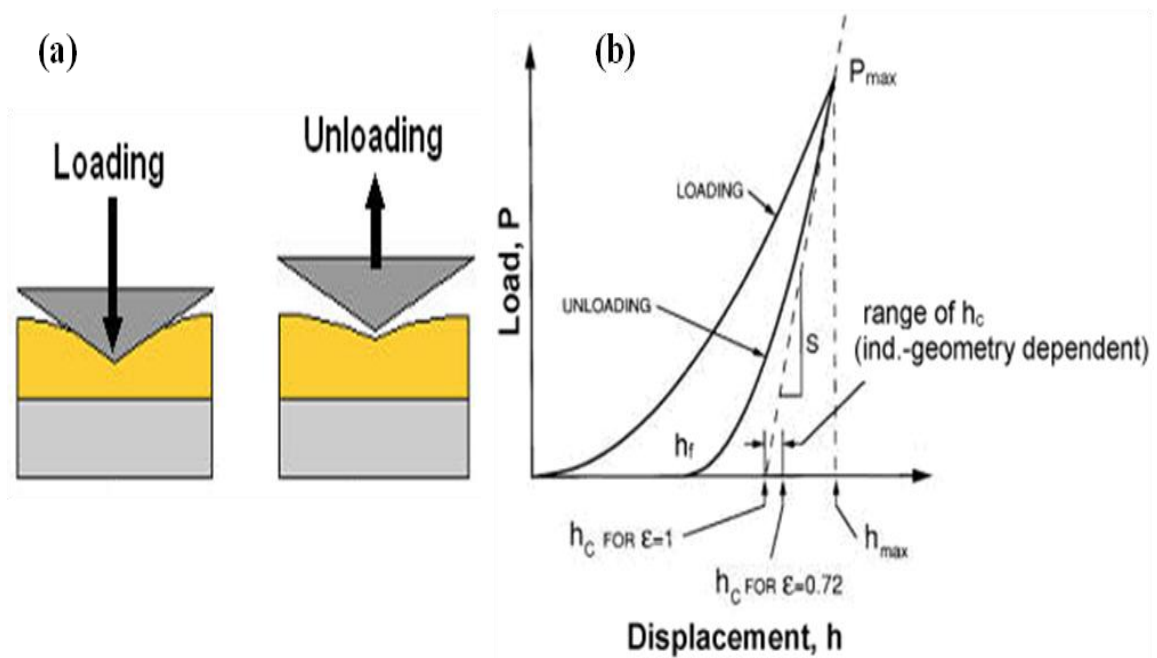 (a)
Loading
Unloading
(b)
Load, P
Pmax
LOADING
UNLOADING
S
range of hc
(ind.-geometry dependent)
hf
hC FOR Ɛ=1
hC FOR Ɛ=0.72
hmax
Displacement, h